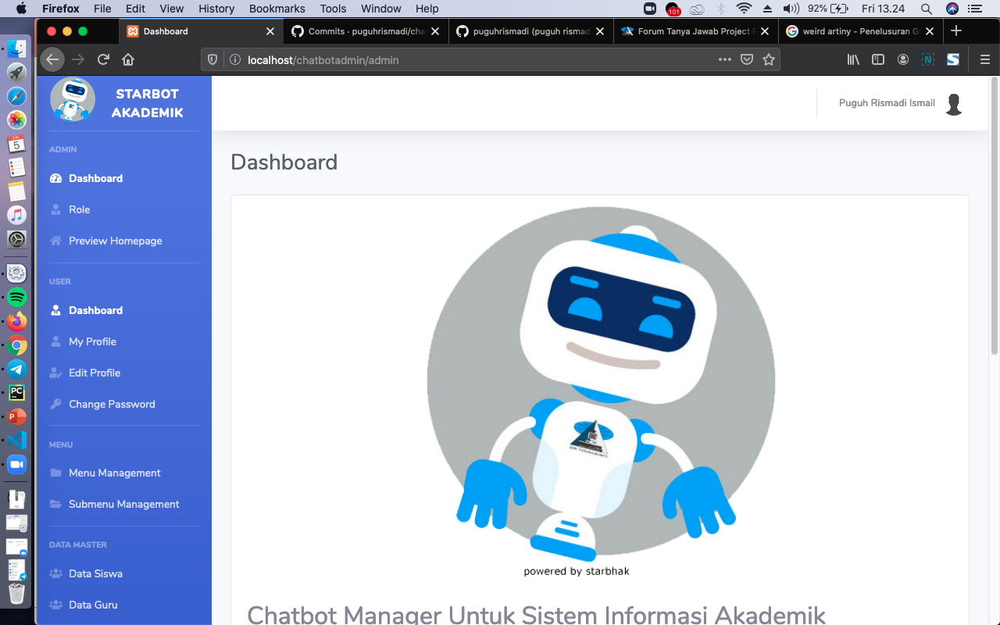 Firefox File Edit View History Bookmarks Tools Window Help 101 92% Fri 13.24
Dashboard
Commits · puguhrismadi/cha
puguhrismadi (puguh rismad
Forum Tanya Jawab Project
weird artiny - Penelusuran G
localhost/chatbotadmin/admin
STARBOT
AKADEMIK
Puguh Rismadi Ismail
ADMIN
Dashboard
Role
Preview Homepage
USER
Dashboard
My Profile
Edit Profile
Change Password
MENU
Menu Management
Submenu Management
DATA MASTER
Data Siswa
Data Guru
Dashboard
powered by starbhak
Chatbot Manager Untuk Sistem Informasi Akademik
JUN
5
PC
P
N
S